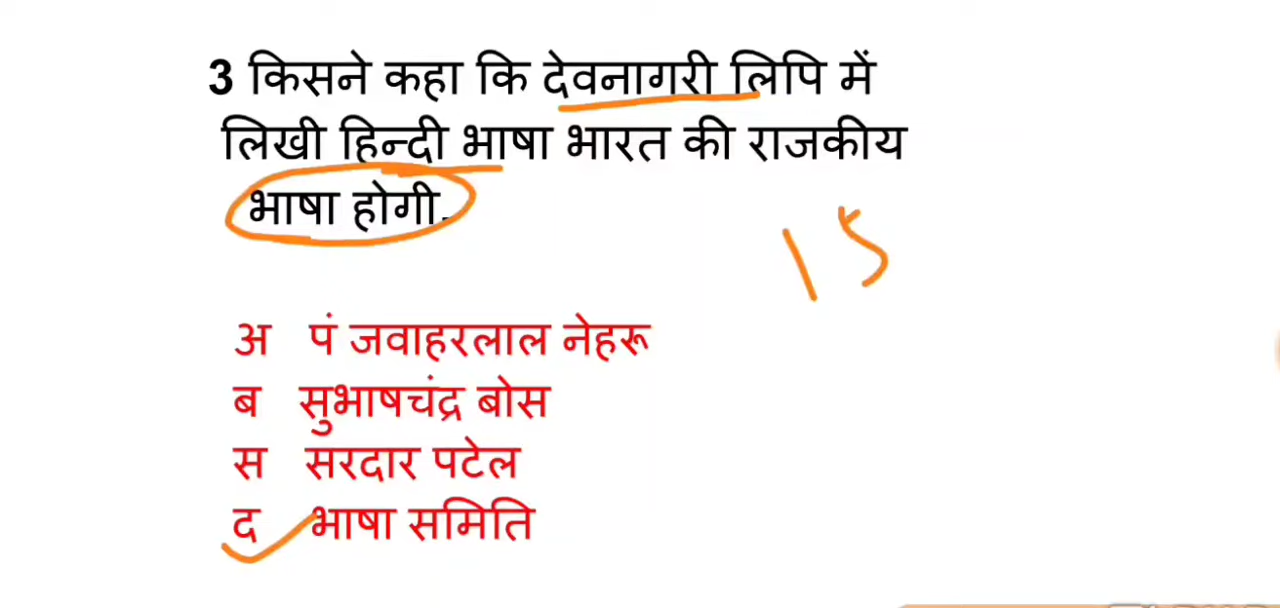 3 किसने कहा कि देवनागरी लिपि में
लिखी हिन्दी भाषा भारत की राजकीय
भाषा होगी.
15
अ पं जवाहरलाल नेहरू
ब सुभाषचंद्र बोस
स सरदार पटेल
द भाषा समिति